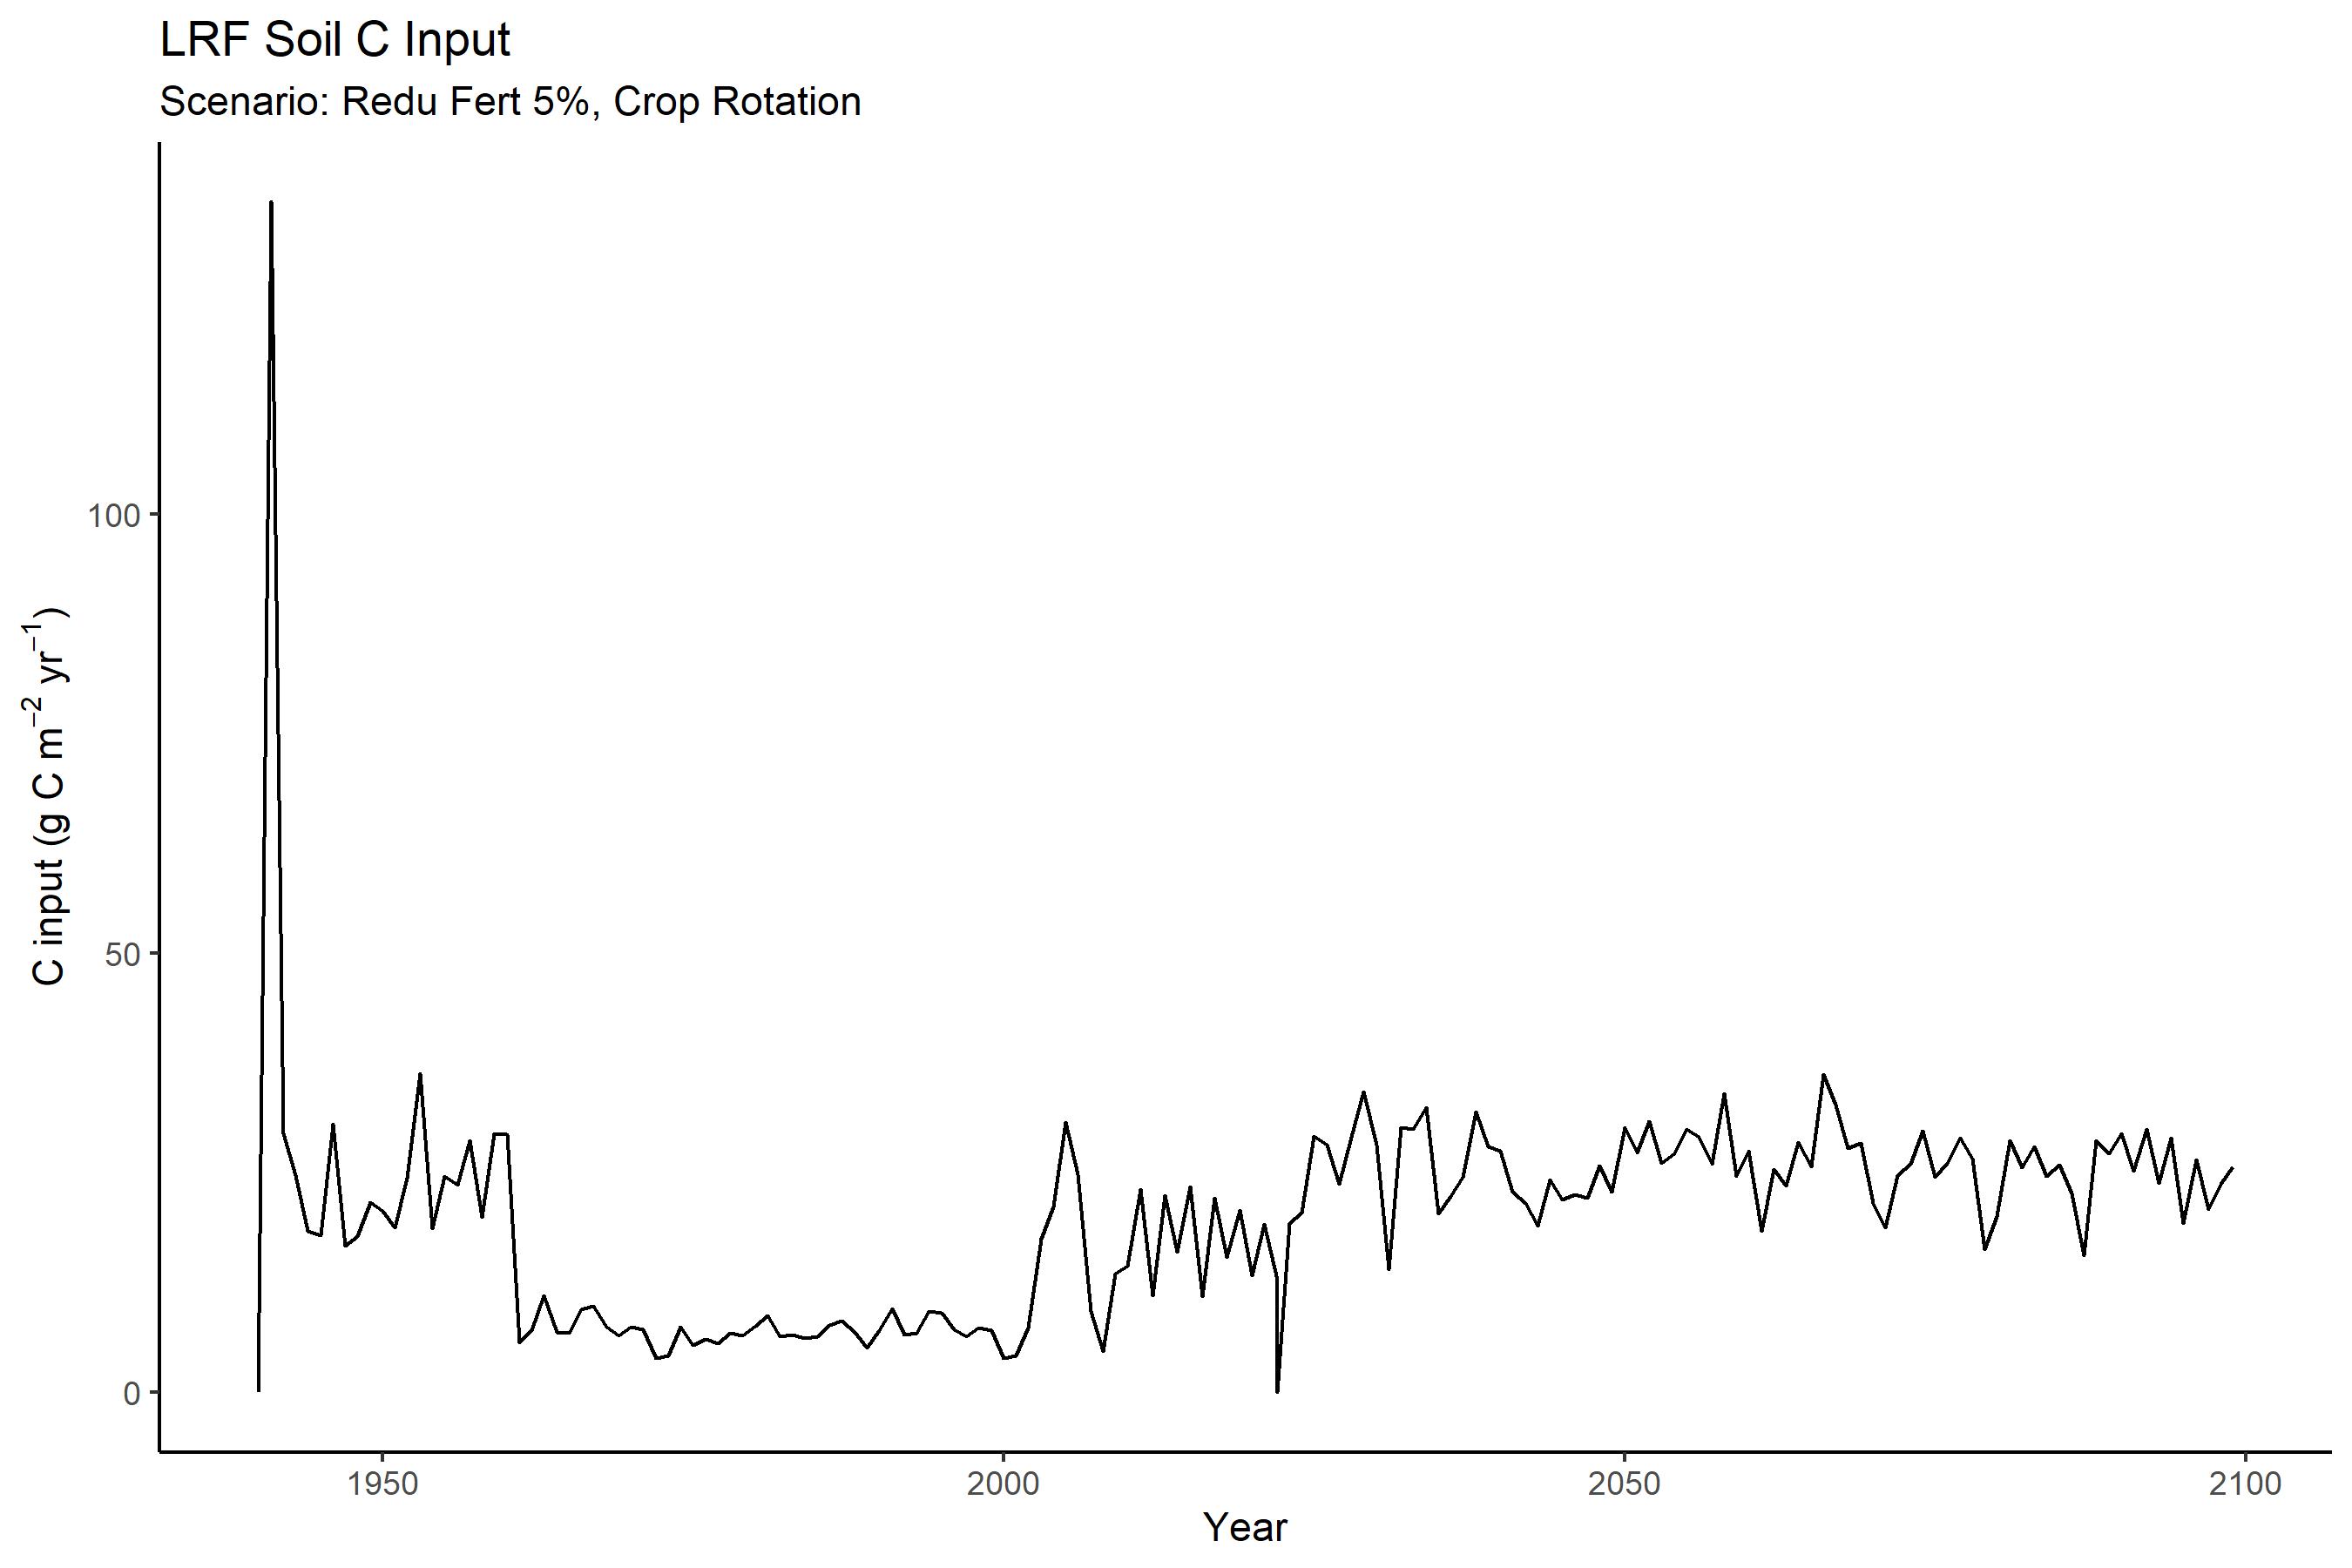 LRF Soil C Input
Scenario: Redu Fert 5%, Crop Rotation
C input (g C m⁻² yr⁻¹)
100
50
0
1950
2000
2050
2100
Year